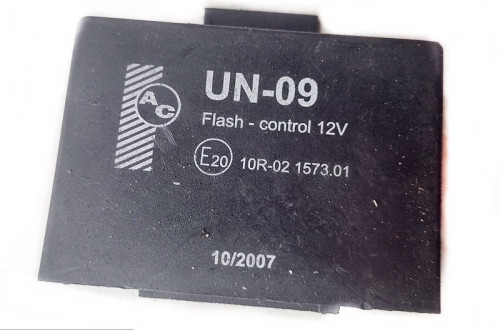 AC
UN-09
Flash - control 12V
E20 10R-02 1573.01
10/2007